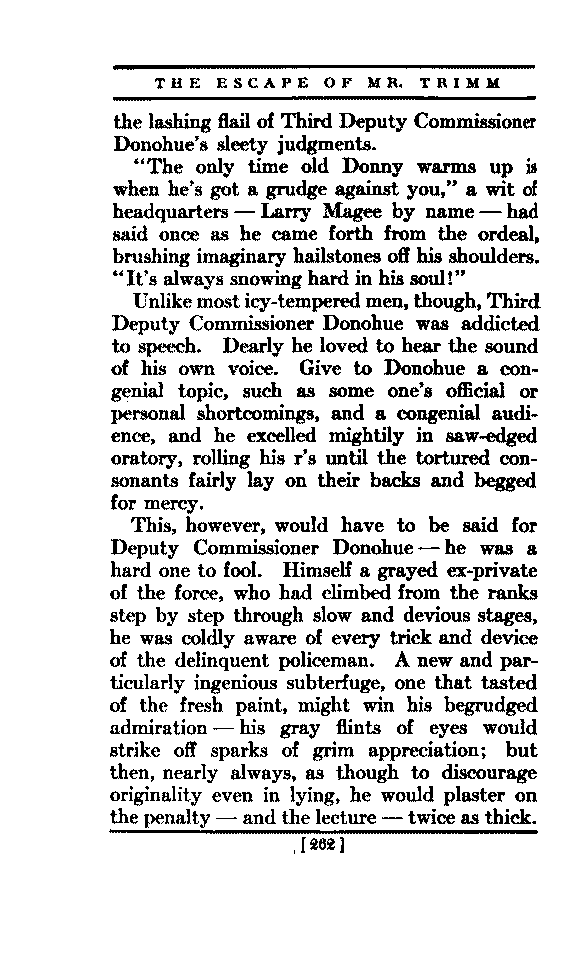 THE ESCAPE OF MR. TRIMM
the lashing flail of Third Deputy Commissioner
Donohue's sleety judgments.
"The only time old Donny warms up is
when he's got a grudge against you," a wit of
headquarters — Larry Magee by name — had
said once as he came forth from the ordeal,
brushing imaginary hailstones off his shoulders.
"It's always snowing hard in his soul!"
Unlike most icy-tempered men, though, Third
Deputy Commissioner Donohue was addicted
to speech. Dearly he loved to hear the sound
of his own voice. Give to Donohue a con-
genial topic, such as some one's official or
personal shortcomings, and a congenial audi-
ence, and he excelled mightily in saw-edged
oratory, rolling his r's until the tortured con-
sonants fairly lay on their backs and begged
for mercy.
This, however, would have to be said for
Deputy Commissioner Donohue — he was a
hard one to fool. Himself a grayed ex-private
of the force, who had climbed from the ranks
step by step through slow and devious stages,
he was coldly aware of every trick and device
of the delinquent policeman. A new and par-
ticularly ingenious subterfuge, one that tasted
of the fresh paint, might win his begrudged
admiration — his gray flints of eyes would
strike off sparks of grim appreciation; but
then, nearly always, as though to discourage
originality even in lying, he would plaster on
the penalty — and the lecture — twice as thick.
[262]